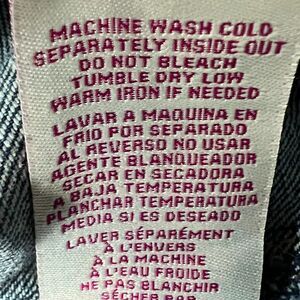 MACHINE WASH COLD
SEPARATELY INSIDE OUT
DO NOT BLEACH
TUMBLE DRY LOW
WARM IRON IF NEEDED
LAVAR A MAQUINA EN
FRIO POR SEPARADO
AL REVERSO NO USAR
AGENTE BLANQUEADOR
SECAR EN SECADORA
A BAJA TEMPERATURA
PLANCHAR TEMPERATURA
MEDIA SI ES DESEADO
LAVER SÉPARÉMENT
À L'ENVERS
À LA MACHINE
À L'EAU FROIDE
NE PAS BLANCHIR
SÉCHER PAR